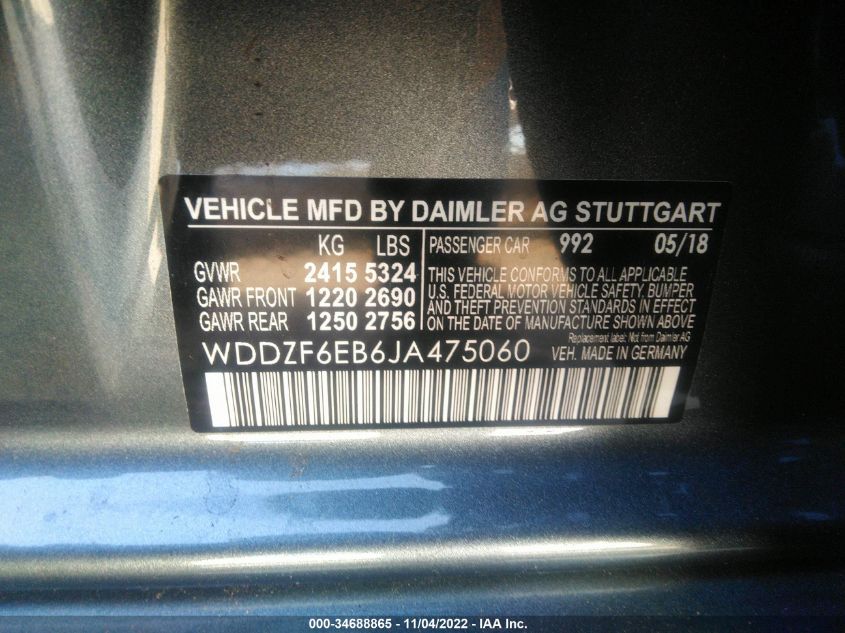 VEHICLE MFD BY DAIMLER AG STUTTGART
KG LBS
GVWR 2415 5324
GAWR FRONT 1220 2690
GAWR REAR 1250 2756
PASSENGER CAR 992 05/18
THIS VEHICLE CONFORMS TO ALL APPLICABLE
U.S. FEDERAL MOTOR VEHICLE SAFETY, BUMPER
AND THEFT PREVENTION STANDARDS IN EFFECT
ON THE DATE OF MANUFACTURE SHOWN ABOVE
Replacement label: Not from Daimler AG
WDDZF6EB6JA475060 VEH. MADE IN GERMANY
000-34688865 - 11/04/2022 - IAA Inc.